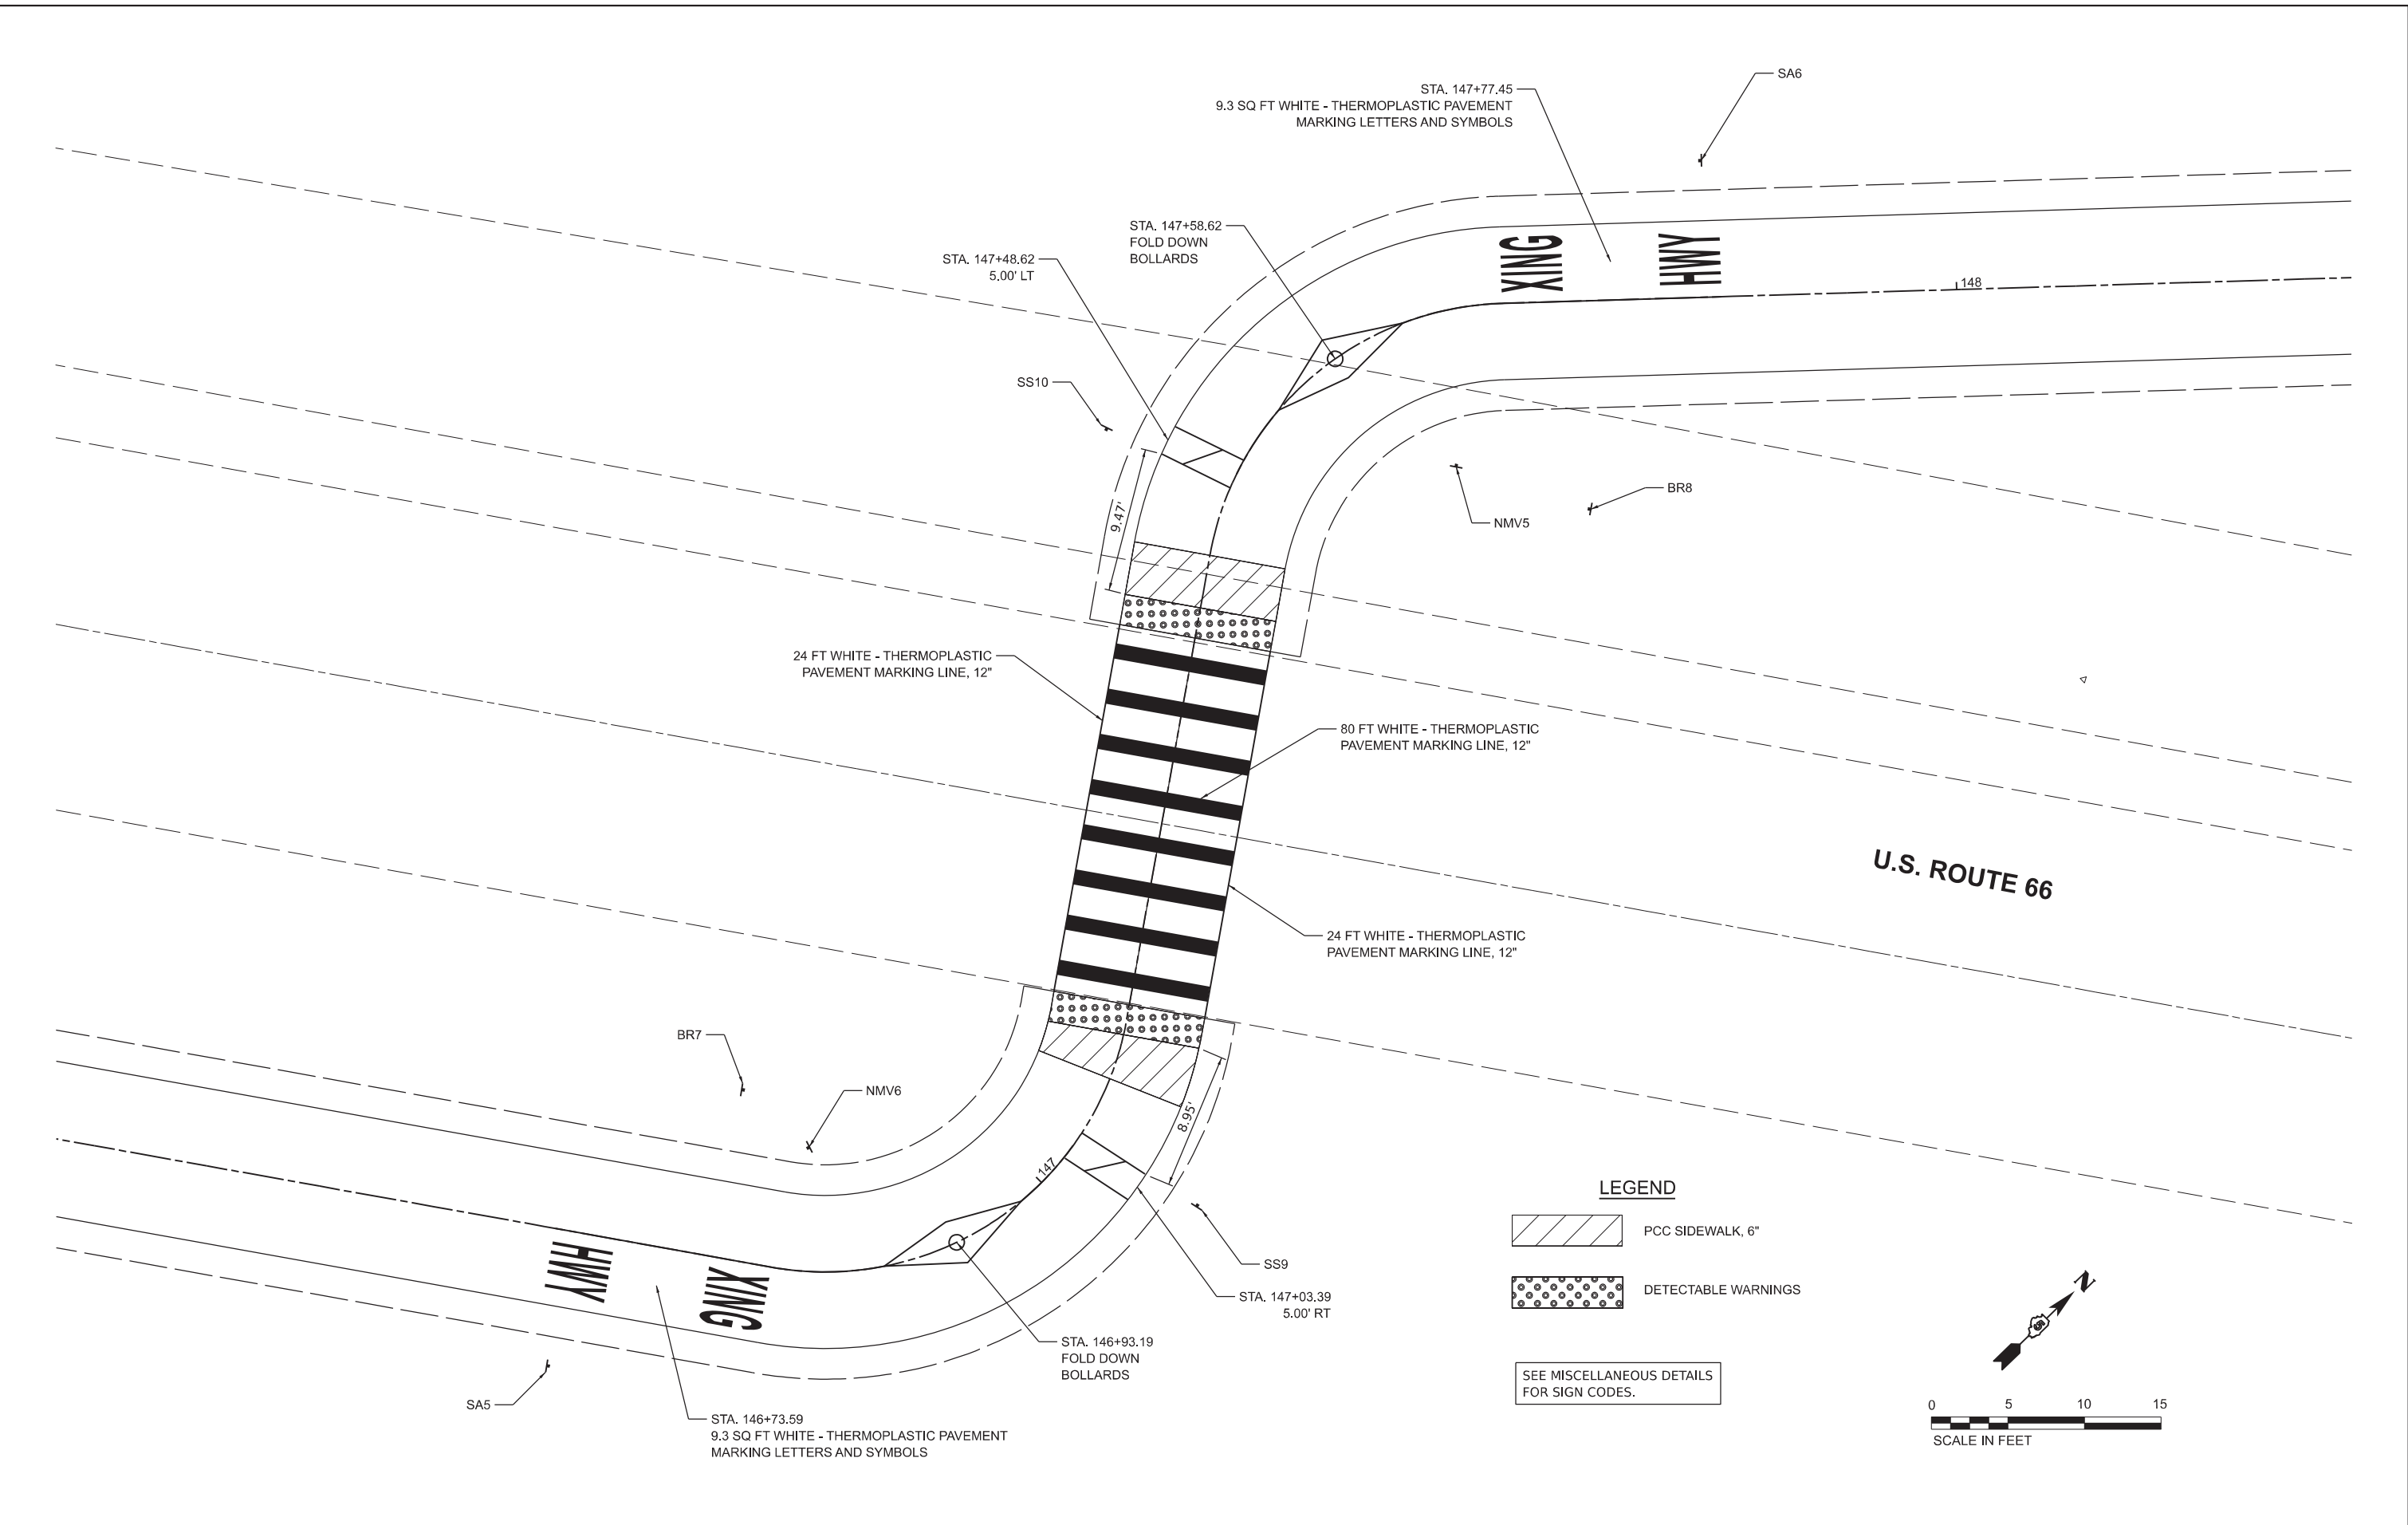 SA6
STA. 147+77.45
9.3 SQ FT WHITE - THERMOPLASTIC PAVEMENT
MARKING LETTERS AND SYMBOLS
STA. 147+58.62
FOLD DOWN
BOLLARDS
STA. 147+48.62
5.00' LT
XING
HWY
148
SS10
BR8
NMV5
9.47'
24 FT WHITE - THERMOPLASTIC
PAVEMENT MARKING LINE, 12"
80 FT WHITE - THERMOPLASTIC
PAVEMENT MARKING LINE, 12"
U.S. ROUTE 66
24 FT WHITE - THERMOPLASTIC
PAVEMENT MARKING LINE, 12"
BR7
NMV6
8.95'
147
HWY
XING
SS9
STA. 147+03.39
5.00' RT
STA. 146+93.19
FOLD DOWN
BOLLARDS
SA5
STA. 146+73.59
9.3 SQ FT WHITE - THERMOPLASTIC PAVEMENT
MARKING LETTERS AND SYMBOLS
LEGEND
PCC SIDEWALK, 6"
DETECTABLE WARNINGS
SEE MISCELLANEOUS DETAILS
FOR SIGN CODES.
N
0 5 10 15
SCALE IN FEET